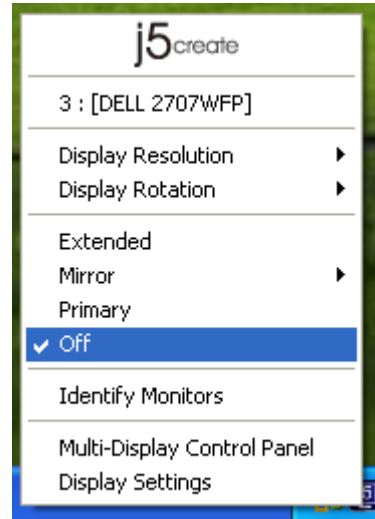 j5create
3 : [DELL 2707WFP]
Display Resolution
Display Rotation
Extended
Mirror
Primary
Off
Identify Monitors
Multi-Display Control Panel
Display Settings